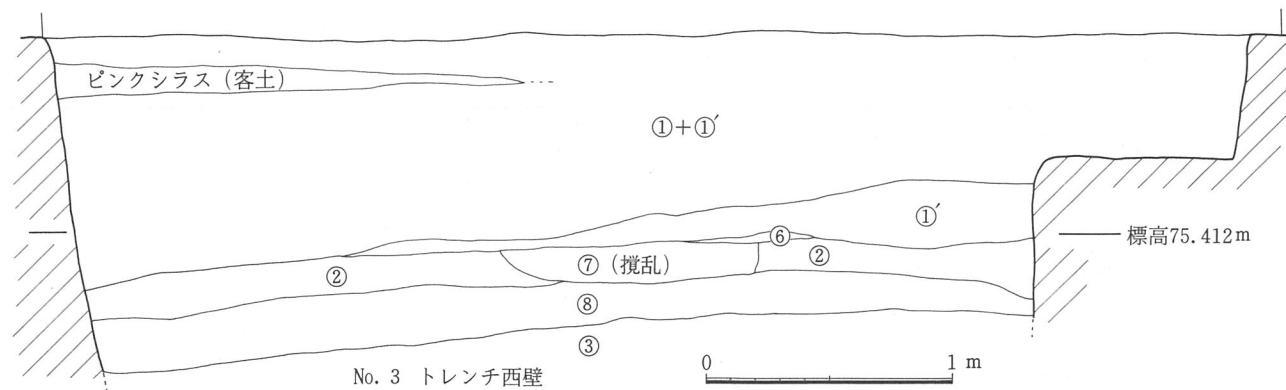 ピンクシラス（客土）
①+①′
①′
⑥
標高75.412m
②
⑦（撹乱）
②
⑧
③
No. 3 トレンチ西壁
0 1 m